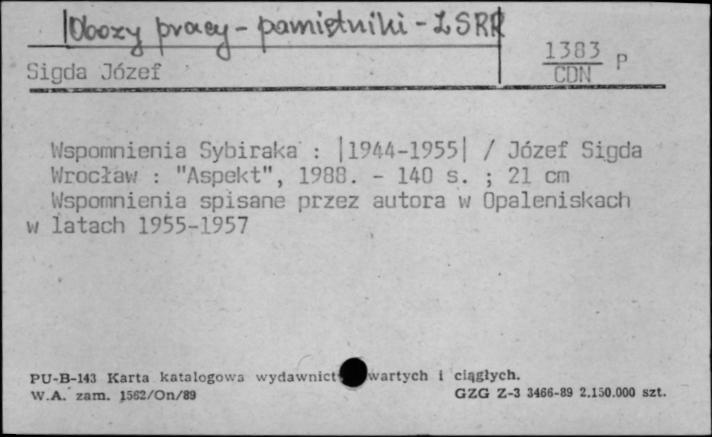 Obozy pracy - pamiętniki - ZSRR
Sigda Józef
1383 P
CDN
Wspomnienia Sybiraka : |1944-1955| / Józef Sigda
Wrocław : "Aspekt", 1988. - 140 s. ; 21 cm
Wspomnienia spisane przez autora w Opaleniskach
w latach 1955-1957
PU-B-143 Karta katalogowa wydawnict wartych i ciągłych.
W.A. zam. 1562/On/89
GZG Z-3 3466-89 2.150.000 szt.